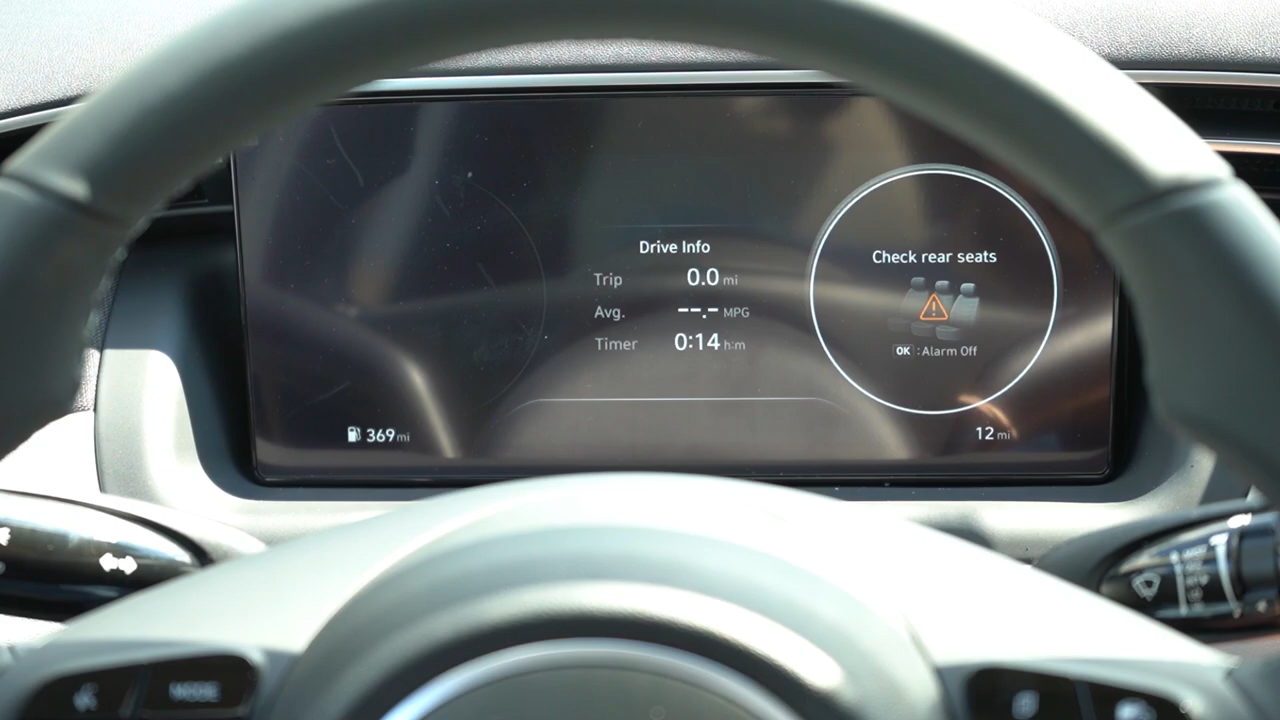 Drive Info
Trip 0.0 mi
Avg. --.- MPG
Timer 0:14 h:m
Check rear seats
OK : Alarm Off
369 mi
12 mi
MODE